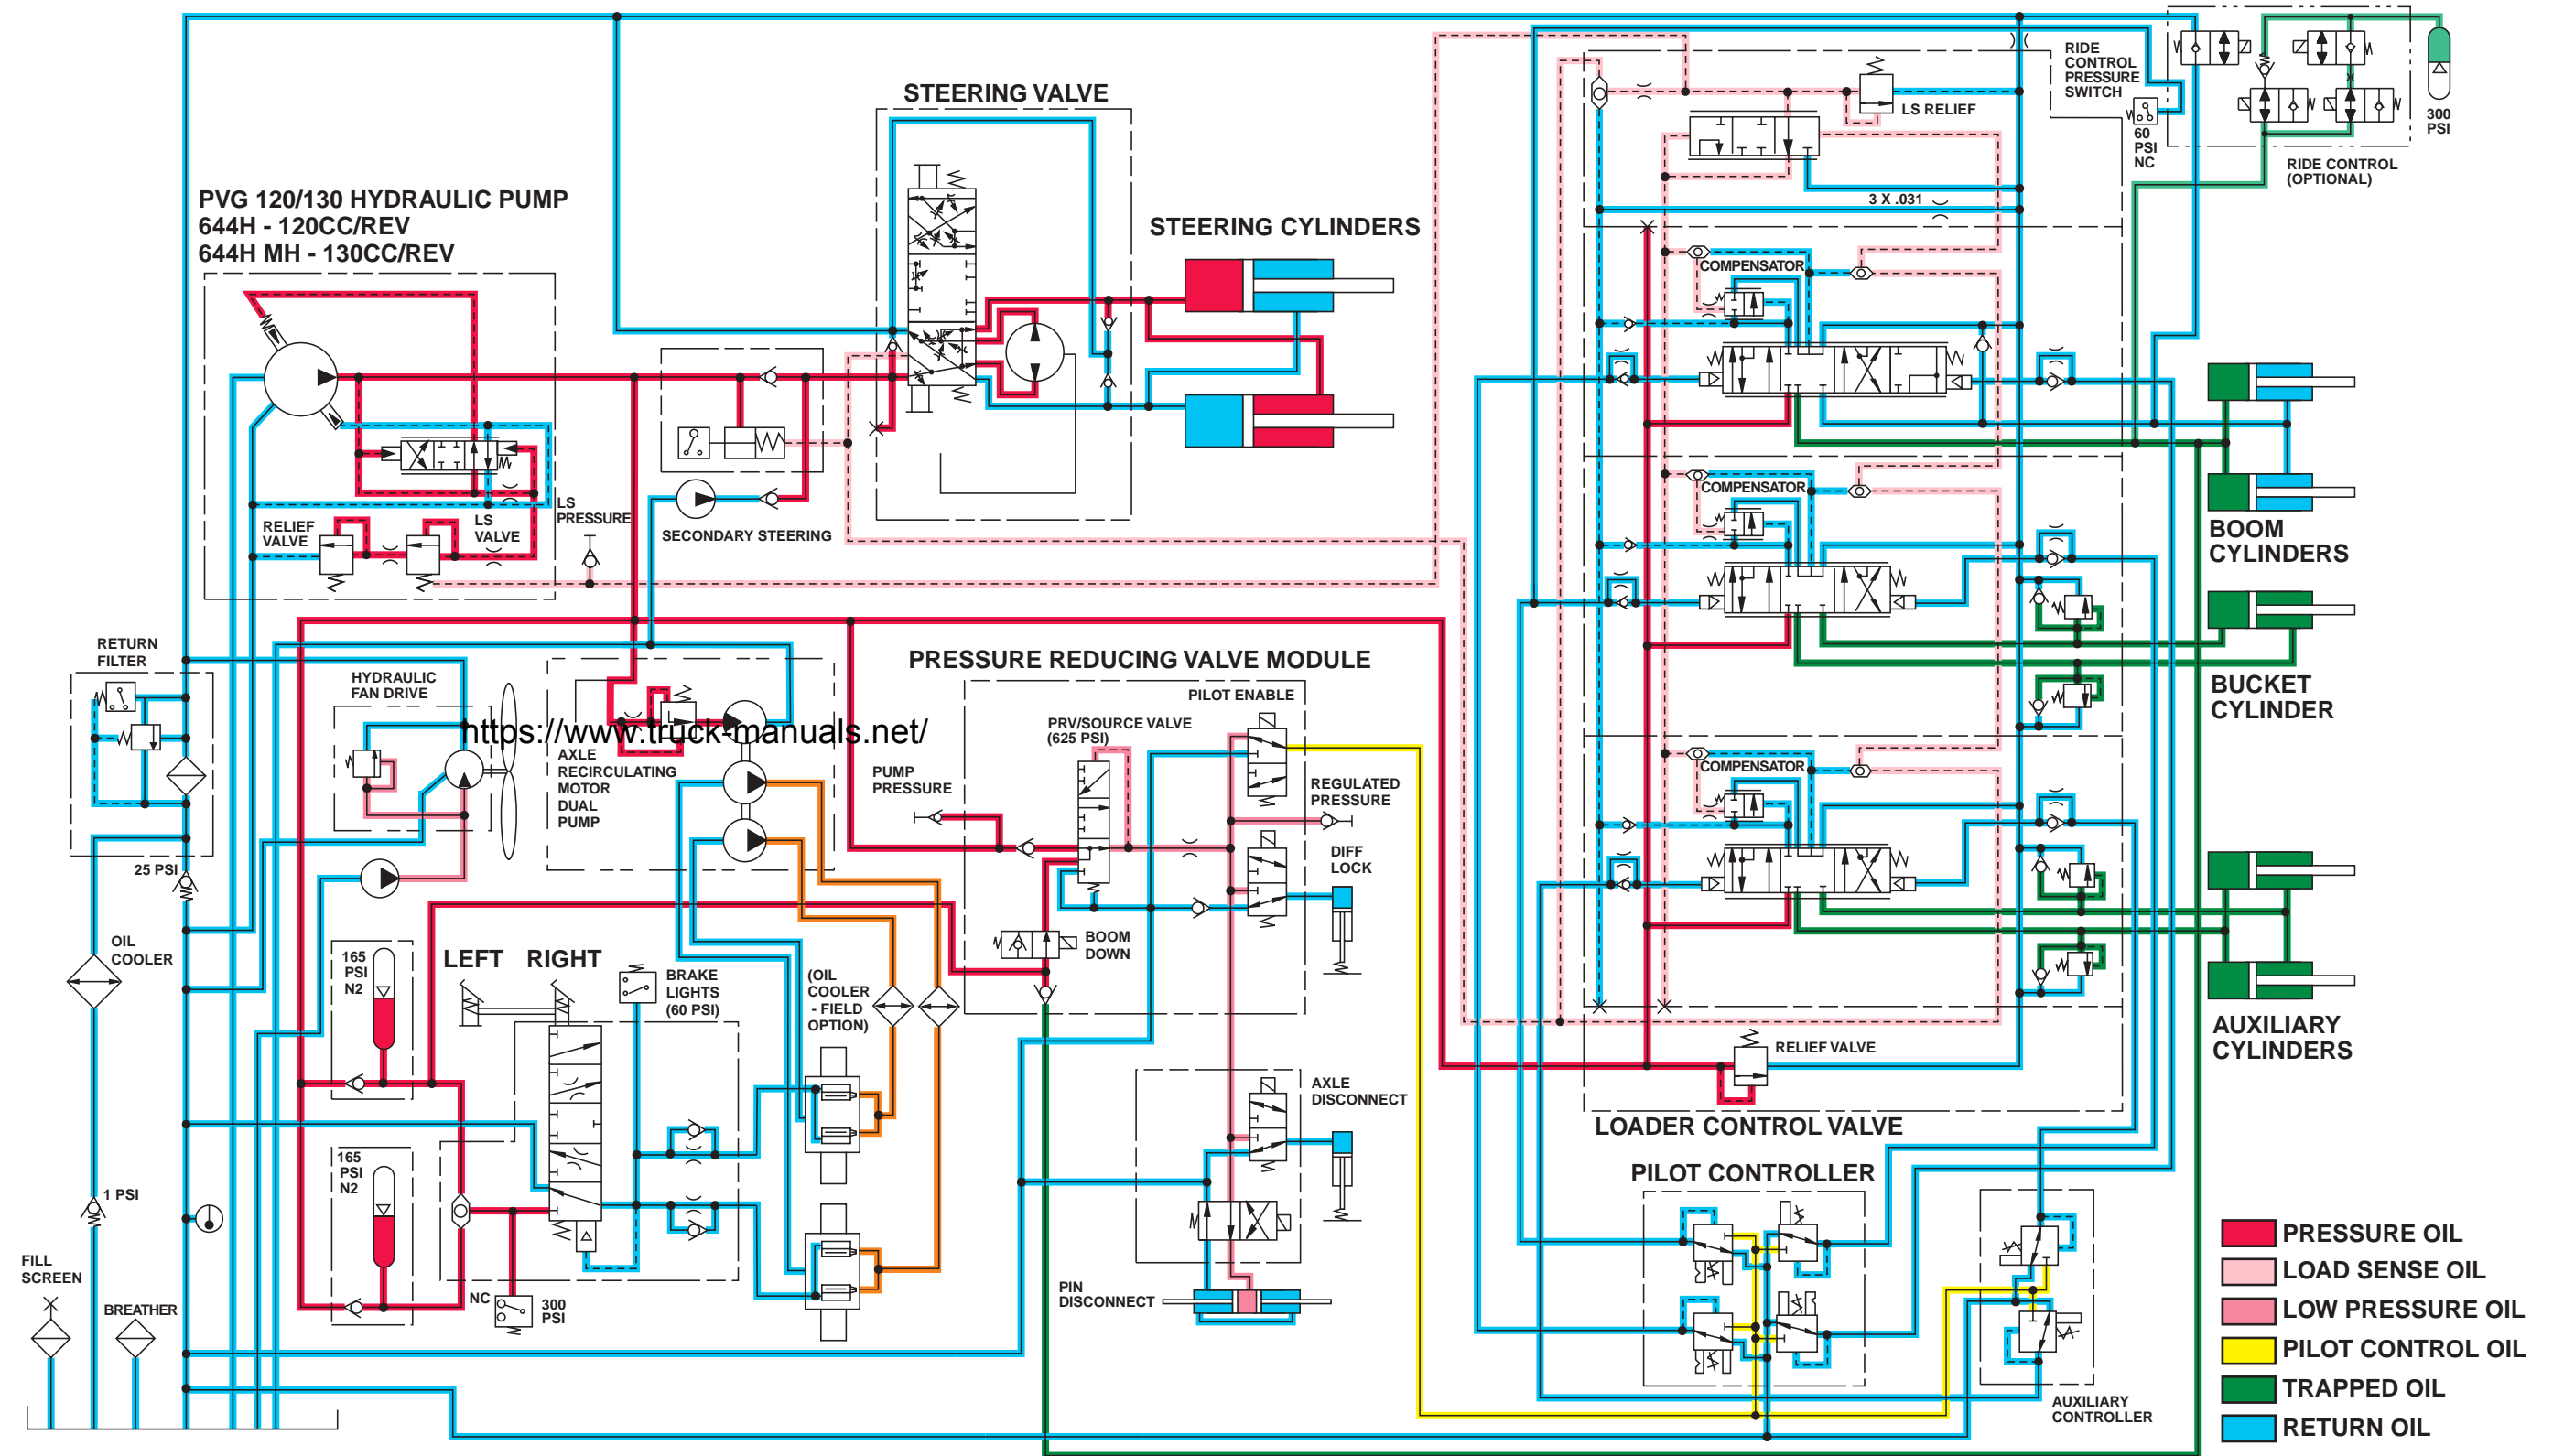 RIDE
CONTROL
PRESSURE
SWITCH
60
PSI
NC
300
PSI
RIDE CONTROL
(OPTIONAL)
STEERING VALVE
LS RELIEF
3 X .031
PVG 120/130 HYDRAULIC PUMP
644H - 120CC/REV
644H MH - 130CC/REV
STEERING CYLINDERS
COMPENSATOR
RELIEF
VALVE
LS
VALVE
LS
PRESSURE
SECONDARY STEERING
COMPENSATOR
BOOM
CYLINDERS
RETURN
FILTER
HYDRAULIC
FAN DRIVE
PRESSURE REDUCING VALVE MODULE
PILOT ENABLE
PRV/SOURCE VALVE
(625 PSI)
BUCKET
CYLINDER
https://www.truck-manuals.net/
AXLE
RECIRCULATING
MOTOR
DUAL
PUMP
PUMP
PRESSURE
REGULATED
PRESSURE
COMPENSATOR
25 PSI
DIFF
LOCK
OIL
COOLER
165
PSI
N2
LEFT RIGHT
BRAKE
LIGHTS
(60 PSI)
(OIL
COOLER
- FIELD
OPTION)
BOOM
DOWN
AUXILIARY
CYLINDERS
RELIEF VALVE
AXLE
DISCONNECT
LOADER CONTROL VALVE
165
PSI
N2
1 PSI
PILOT CONTROLLER
FILL
SCREEN
BREATHER
NC
300
PSI
PIN
DISCONNECT
AUXILIARY
CONTROLLER
PRESSURE OIL
LOAD SENSE OIL
LOW PRESSURE OIL
PILOT CONTROL OIL
TRAPPED OIL
RETURN OIL